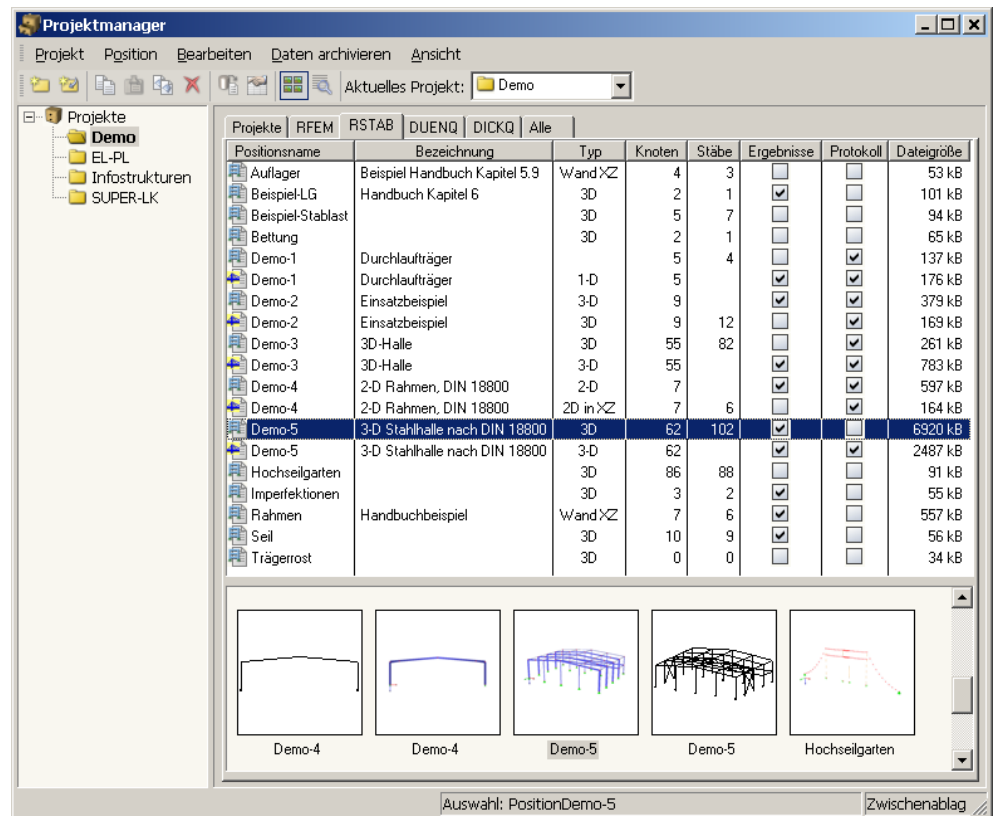 Projektmanager
Projekt Position Bearbeiten Daten archivieren Ansicht
Aktuelles Projekt: Demo
Projekte
Demo
EL-PL
Infostrukturen
SUPER-LK
Projekte RFEM RSTAB DUENQ DICKQ Alle
Positionsname Bezeichnung Typ Knoten Stäbe Ergebnisse Protokoll Dateigröße
Auflager Beispiel Handbuch Kapitel 5.9 Wand XZ 4 3 53 kB
Beispiel-LG Handbuch Kapitel 6 3D 2 1 101 kB
Beispiel-Stablast 3D 5 7 94 kB
Bettung 3D 2 1 65 kB
Demo-1 Durchlaufträger 5 4 137 kB
Demo-1 Durchlaufträger 1-D 5 176 kB
Demo-2 Einsatzbeispiel 3-D 9 379 kB
Demo-2 Einsatzbeispiel 3D 9 12 169 kB
Demo-3 3D-Halle 3D 55 82 261 kB
Demo-3 3D-Halle 3-D 55 783 kB
Demo-4 2-D Rahmen, DIN 18800 2-D 7 597 kB
Demo-4 2-D Rahmen, DIN 18800 2D in XZ 7 6 164 kB
Demo-5 3-D Stahlhalle nach DIN 18800 3D 62 102 6920 kB
Demo-5 3-D Stahlhalle nach DIN 18800 3-D 62 2487 kB
Hochseilgarten 3D 86 88 91 kB
Imperfektionen 3D 3 2 55 kB
Rahmen Handbuchbeispiel Wand XZ 7 6 557 kB
Seil 3D 10 9 56 kB
Trägerrost 3D 0 0 34 kB
Demo-4 Demo-4 Demo-5 Demo-5 Hochseilgarten
Auswahl: PositionDemo-5 Zwischenablag